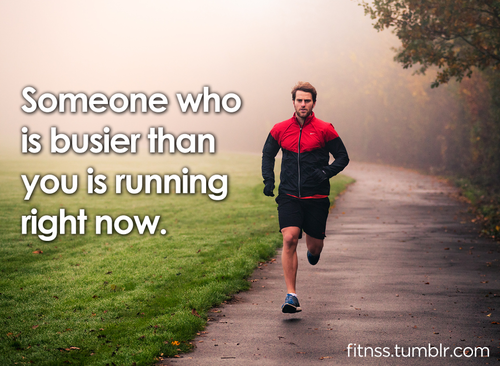 Someone who
is busier than
you is running
right now.
fitnss.tumblr.com